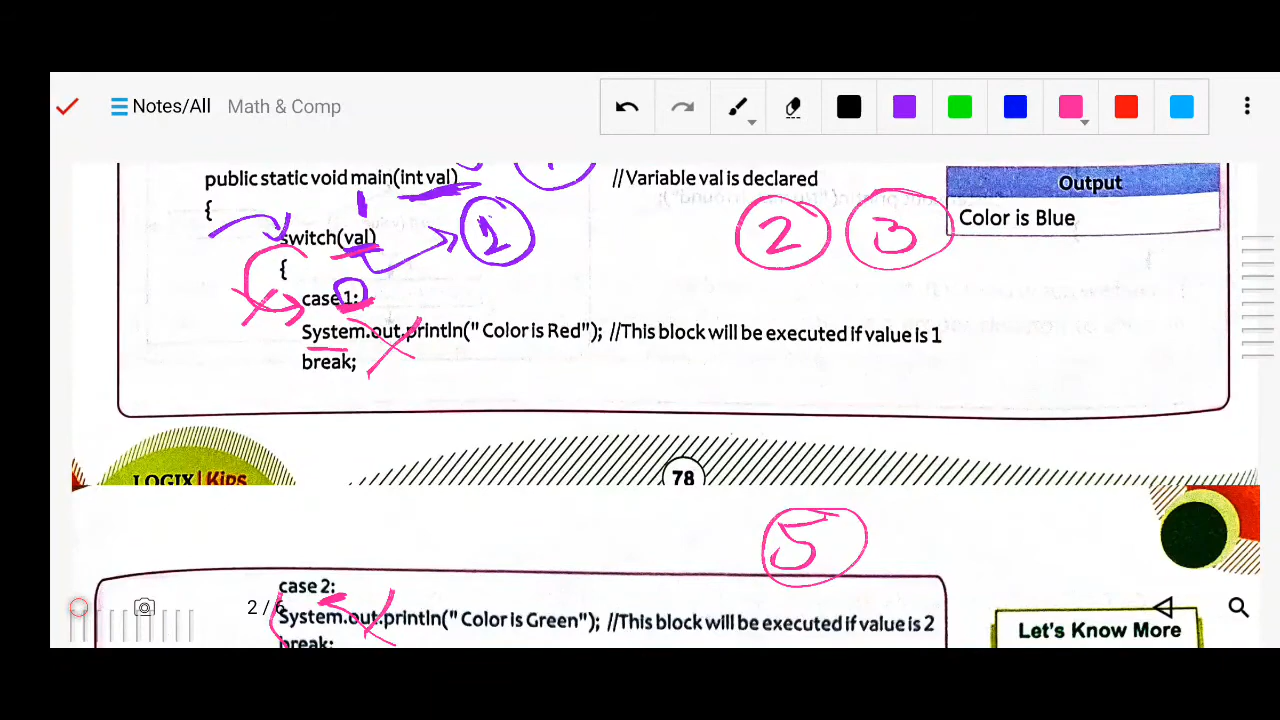 Notes/All Math & Comp
public static void main(int val) //Variable val is declared
Output
{
Color is Blue
2 3
switch(val) 2
{
case 1:
System.out.println(" Color is Red"); //This block will be executed if value is 1
break;
LOGIX Kips
78
5
case 2:
2 / 6
System.out.println(" Color is Green"); //This block will be executed if value is 2
break;
Let's Know More